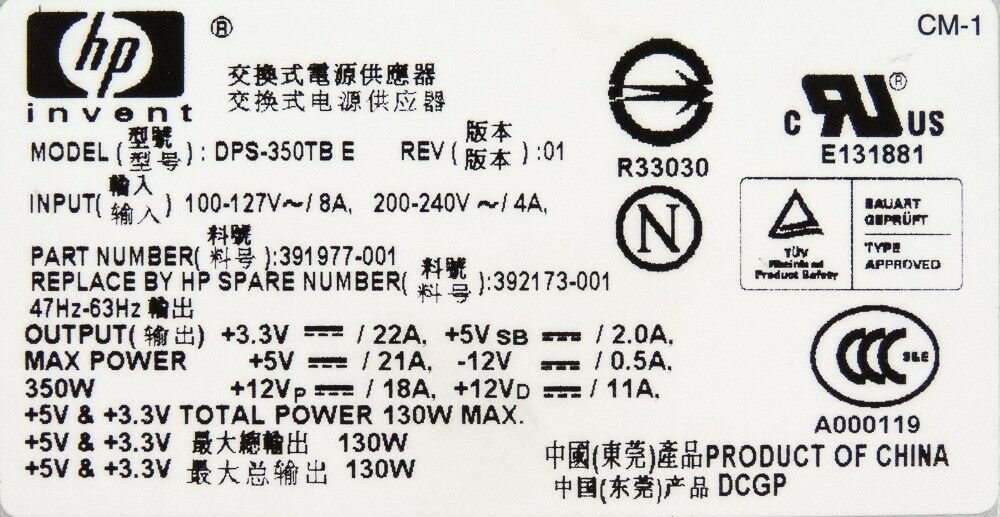 hp ®
invent
CM-1
交換式電源供應器
交换式电源供应器
MODEL(型號 型号): DPS-350TB E REV(版本 版本):01
INPUT(輸入 输入) 100-127V～/8A, 200-240V～/4A,
PART NUMBER(料號 料号):391977-001
REPLACE BY HP SPARE NUMBER(料號 料号):392173-001
47Hz-63Hz 輸出
OUTPUT(输出) +3.3V ⎓ /22A, +5V SB ⎓ /2.0A,
MAX POWER +5V ⎓ /21A, -12V ⎓ /0.5A,
350W +12VP ⎓ /18A, +12VD ⎓ /11A,
+5V & +3.3V TOTAL POWER 130W MAX.
+5V & +3.3V 最大總輸出 130W
+5V & +3.3V 最大总输出 130W
R33030
N
C RU ® US
E131881
TÜV
Rheinland
Product Safety
BAUART
GEPRÜFT
TYPE
APPROVED
CCC S&E
A000119
中國(東莞)產品PRODUCT OF CHINA
中国(东莞)产品 DCGP